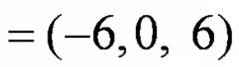 = (−6, 0, 6)